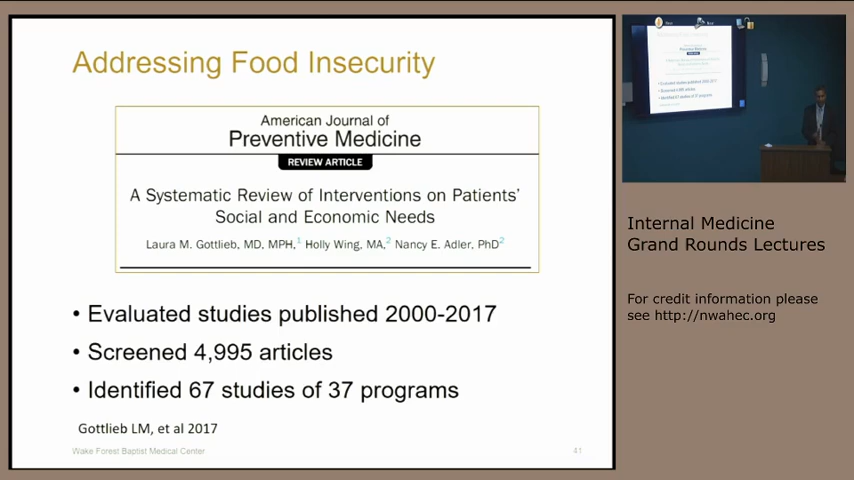 Addressing Food Insecurity
American Journal of
Preventive Medicine
REVIEW ARTICLE
A Systematic Review of Interventions on Patients'
Social and Economic Needs
Laura M. Gottlieb, MD, MPH,1 Holly Wing, MA,2 Nancy E. Adler, PhD2
• Evaluated studies published 2000-2017
• Screened 4,995 articles
• Identified 67 studies of 37 programs
Gottlieb LM, et al 2017
Wake Forest Baptist Medical Center
41
Internal Medicine
Grand Rounds Lectures
For credit information please
see http://nwahec.org